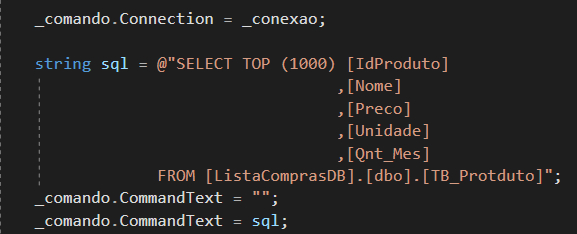 _comando.Connection = _conexao;
string sql = @"SELECT TOP (1000) [IdProduto]
,[Nome]
,[Preco]
,[Unidade]
,[Qnt_Mes]
FROM [ListaComprasDB].[dbo].[TB_Protduto]";
_comando.CommandText = "";
_comando.CommandText = sql;